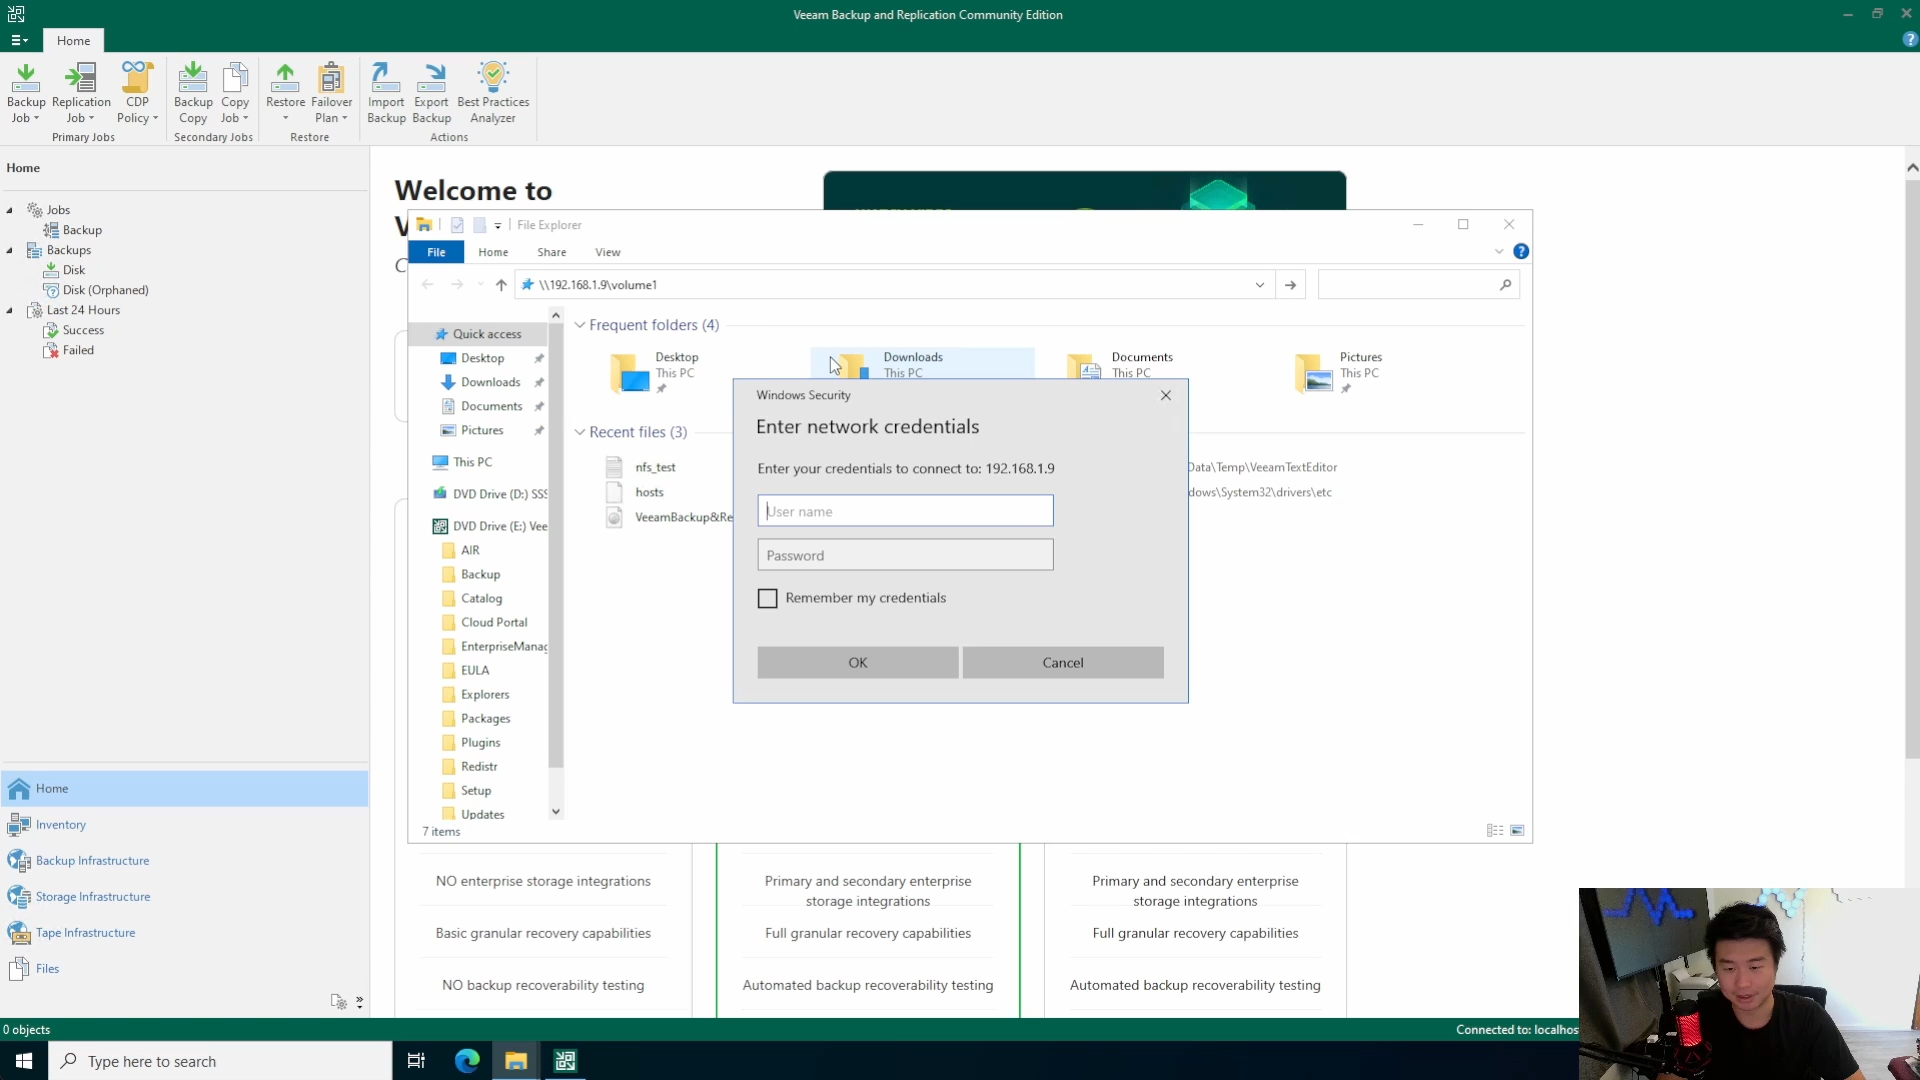 Veeam Backup and Replication Community Edition
Home
Backup Job
Replication Job
CDP Policy
Primary Jobs
Backup Copy
Copy Job
Secondary Jobs
Restore
Failover Plan
Restore
Import Backup
Export Backup
Best Practices Analyzer
Actions
Home
Jobs
Backup
Backups
Disk
Disk (Orphaned)
Last 24 Hours
Success
Failed
Home
Inventory
Backup Infrastructure
Storage Infrastructure
Tape Infrastructure
Files
Welcome to
File Explorer
File Home Share View
\\192.168.1.9\volume1
Quick access
Desktop
Downloads
Documents
Pictures
This PC
DVD Drive (D:) SSS
DVD Drive (E:) Vee
AIR
Backup
Catalog
Cloud Portal
EnterpriseManag
EULA
Explorers
Packages
Plugins
Redistr
Setup
Updates
7 items
Frequent folders (4)
Desktop
This PC
Downloads
This PC
Documents
This PC
Pictures
This PC
Recent files (3)
nfs_test
Data\Temp\VeeamTextEditor
hosts
dows\System32\drivers\etc
VeeamBackup&Re
Windows Security
Enter network credentials
Enter your credentials to connect to: 192.168.1.9
User name
Password
Remember my credentials
OK
Cancel
NO enterprise storage integrations
Basic granular recovery capabilities
NO backup recoverability testing
Primary and secondary enterprise
storage integrations
Full granular recovery capabilities
Automated backup recoverability testing
Primary and secondary enterprise
storage integrations
Full granular recovery capabilities
Automated backup recoverability testing
0 objects
Connected to: localhos
Type here to search